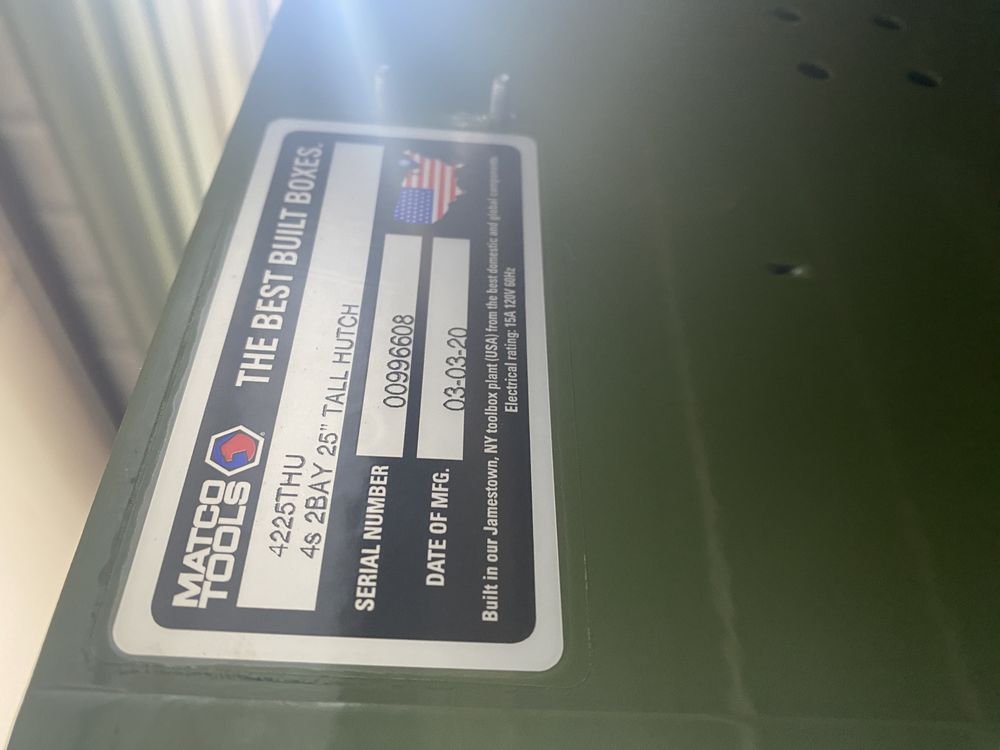 MATCO
TOOLS
THE BEST BUILT BOXES.
4225THU
4s 2BAY 25" TALL HUTCH
SERIAL NUMBER 00996608
DATE OF MFG. 03-03-20
Built in our Jamestown, NY toolbox plant (USA) from the best domestic and global components
Electrical rating: 15A 120V 60Hz